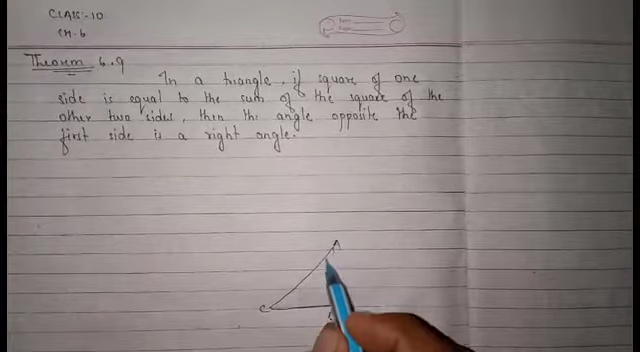 CLASS:-10
CH-6
Theorem 6.9
In a triangle, if square of one
side is equal to the sum of the square of the
other two sides, then the angle opposite the
first side is a right angle.
A
C